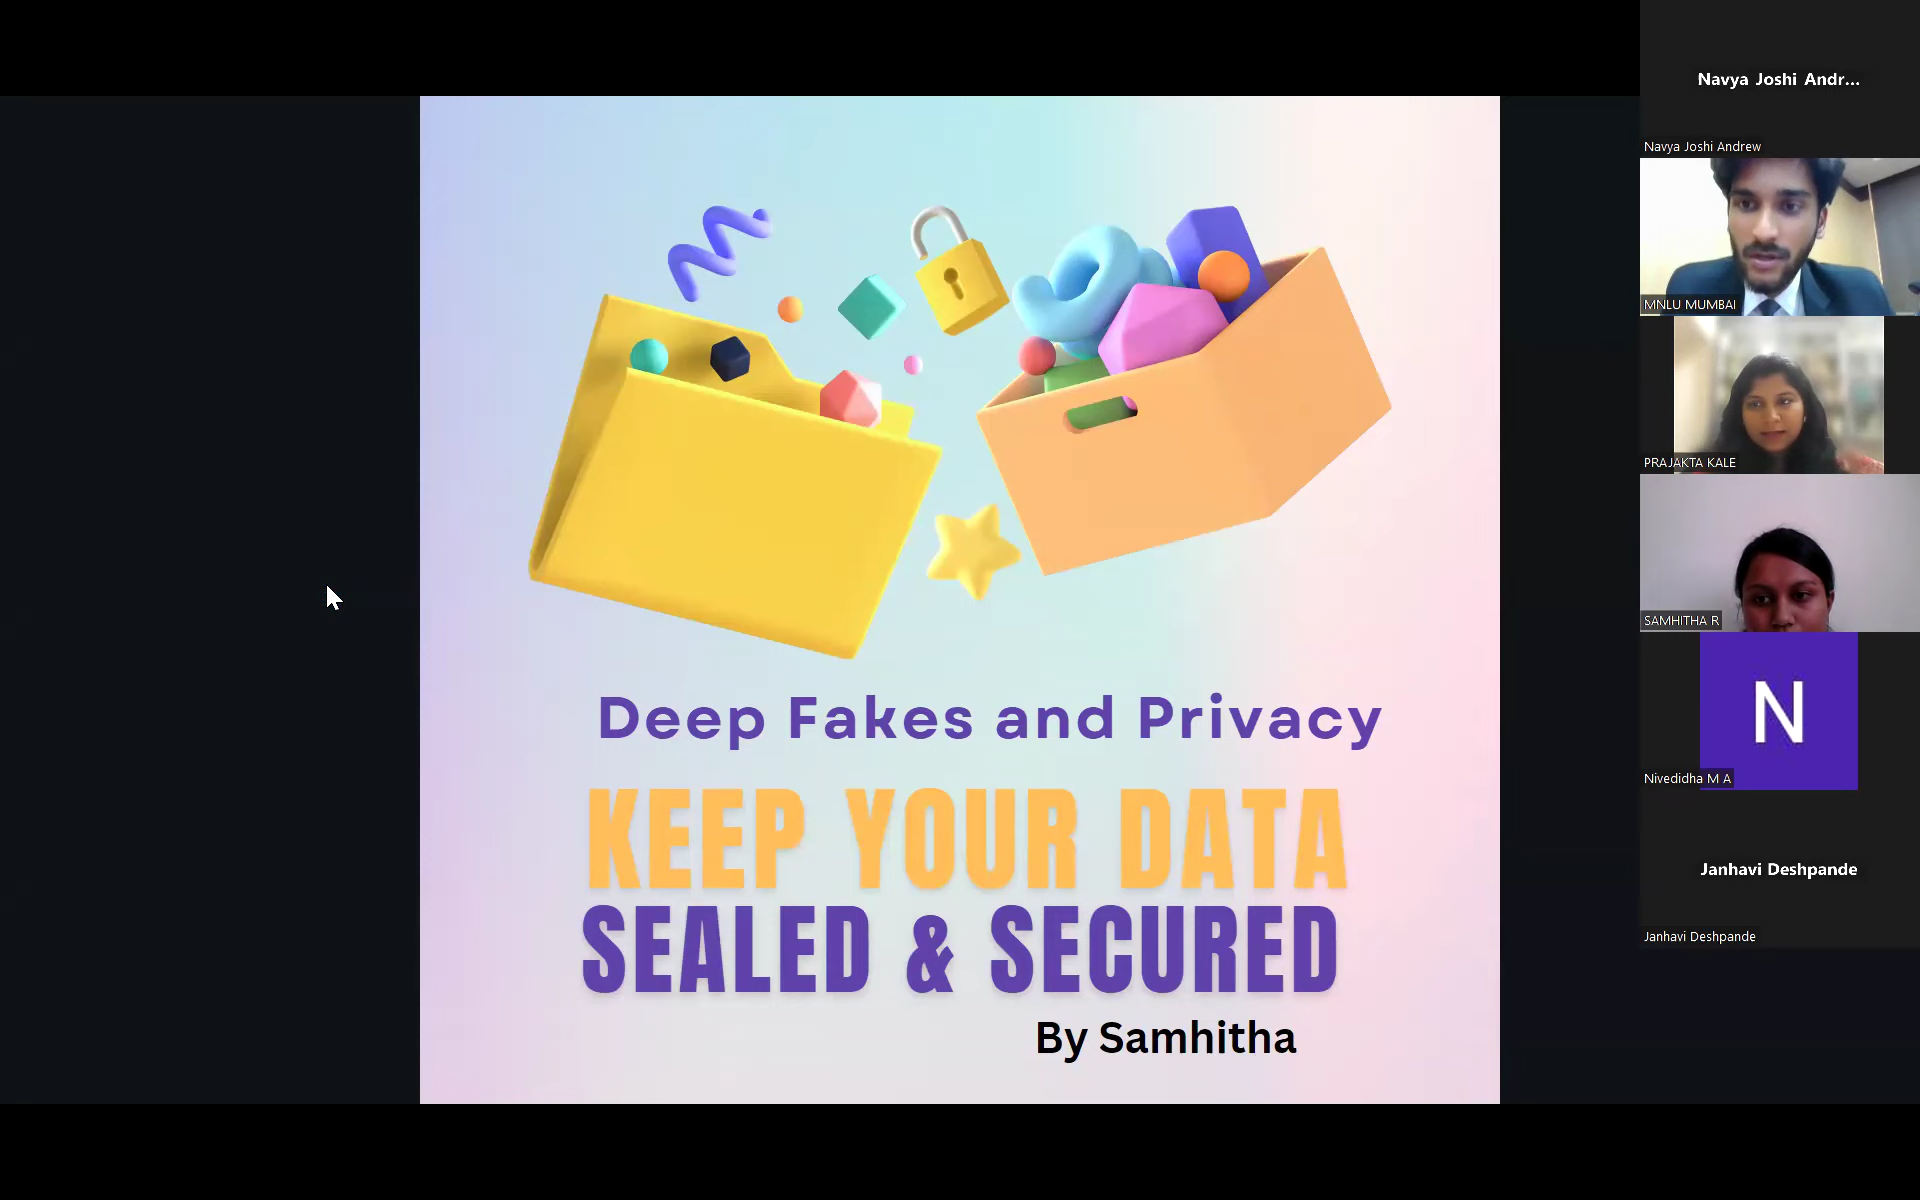 Deep Fakes and Privacy
KEEP YOUR DATA
SEALED & SECURED
By Samhitha
Navya Joshi Andr...
Navya Joshi Andrew
MNLU MUMBAI
PRAJAKTA KALE
SAMHITHA R
N
Nivedidha M A
Janhavi Deshpande
Janhavi Deshpande